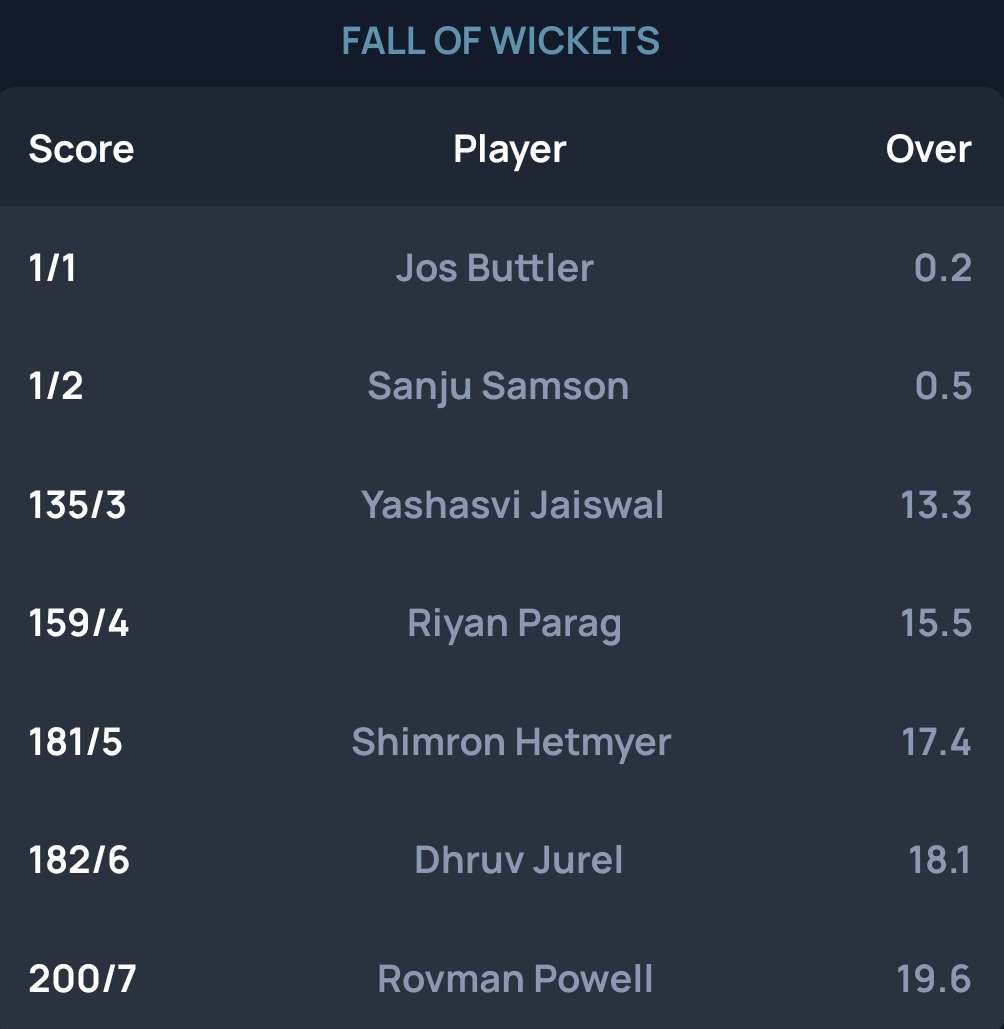 FALL OF WICKETS
Score Player Over
1/1 Jos Buttler 0.2
1/2 Sanju Samson 0.5
135/3 Yashasvi Jaiswal 13.3
159/4 Riyan Parag 15.5
181/5 Shimron Hetmyer 17.4
182/6 Dhruv Jurel 18.1
200/7 Rovman Powell 19.6